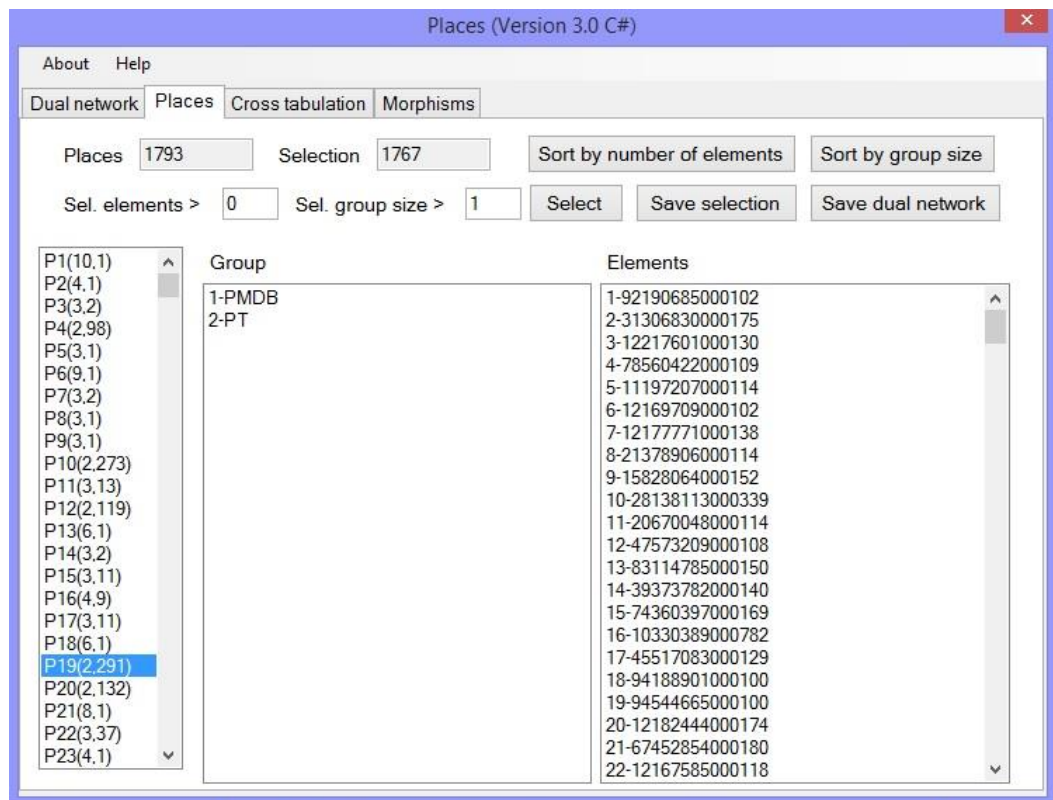 Places (Version 3.0 C#)
About Help
Dual network Places Cross tabulation Morphisms
Places 1793 Selection 1767 Sort by number of elements Sort by group size
Sel. elements > 0 Sel. group size > 1 Select Save selection Save dual network
P1(10,1)
P2(4,1)
P3(3,2)
P4(2,98)
P5(3,1)
P6(9,1)
P7(3,2)
P8(3,1)
P9(3,1)
P10(2,273)
P11(3,13)
P12(2,119)
P13(6,1)
P14(3,2)
P15(3,11)
P16(4,9)
P17(3,11)
P18(6,1)
P19(2,291)
P20(2,132)
P21(8,1)
P22(3,37)
P23(4,1)
Group
1-PMDB
2-PT
Elements
1-92190685000102
2-31306830000175
3-12217601000130
4-78560422000109
5-11197207000114
6-12169709000102
7-12177771000138
8-21378906000114
9-15828064000152
10-28138113000339
11-20670048000114
12-47573209000108
13-83114785000150
14-39373782000140
15-74360397000169
16-10330389000782
17-45517083000129
18-94188901000100
19-94544665000100
20-12182444000174
21-67452854000180
22-12167585000118